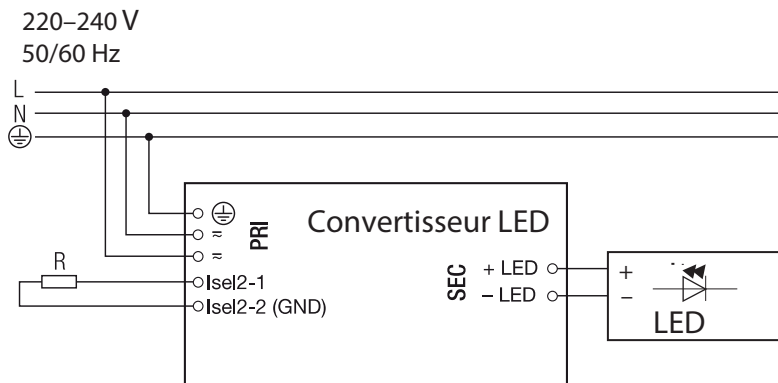 220–240 V
50/60 Hz
L
N
PRI
≂
≂
Convertisseur LED
R
Isel2-1
Isel2-2 (GND)
SEC
+ LED
– LED
+
–
LED